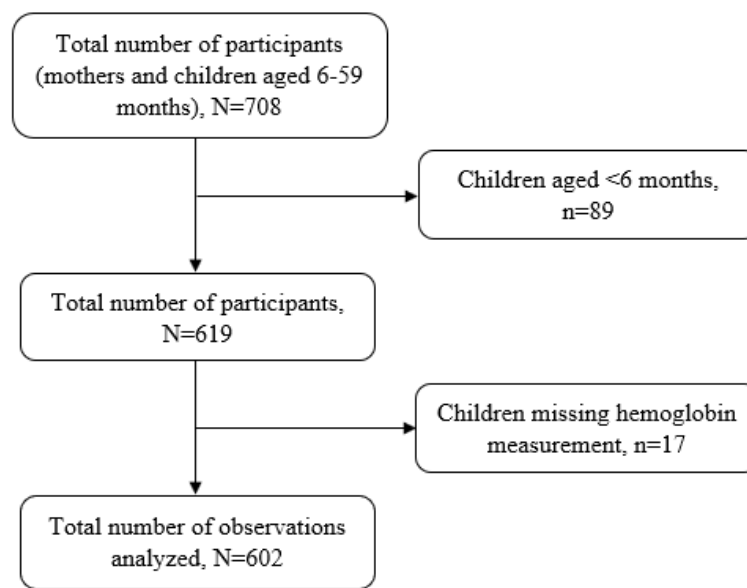 Total number of participants
(mothers and children aged 6-59
months), N=708
Children aged <6 months,
n=89
Total number of participants,
N=619
Children missing hemoglobin
measurement, n=17
Total number of observations
analyzed, N=602